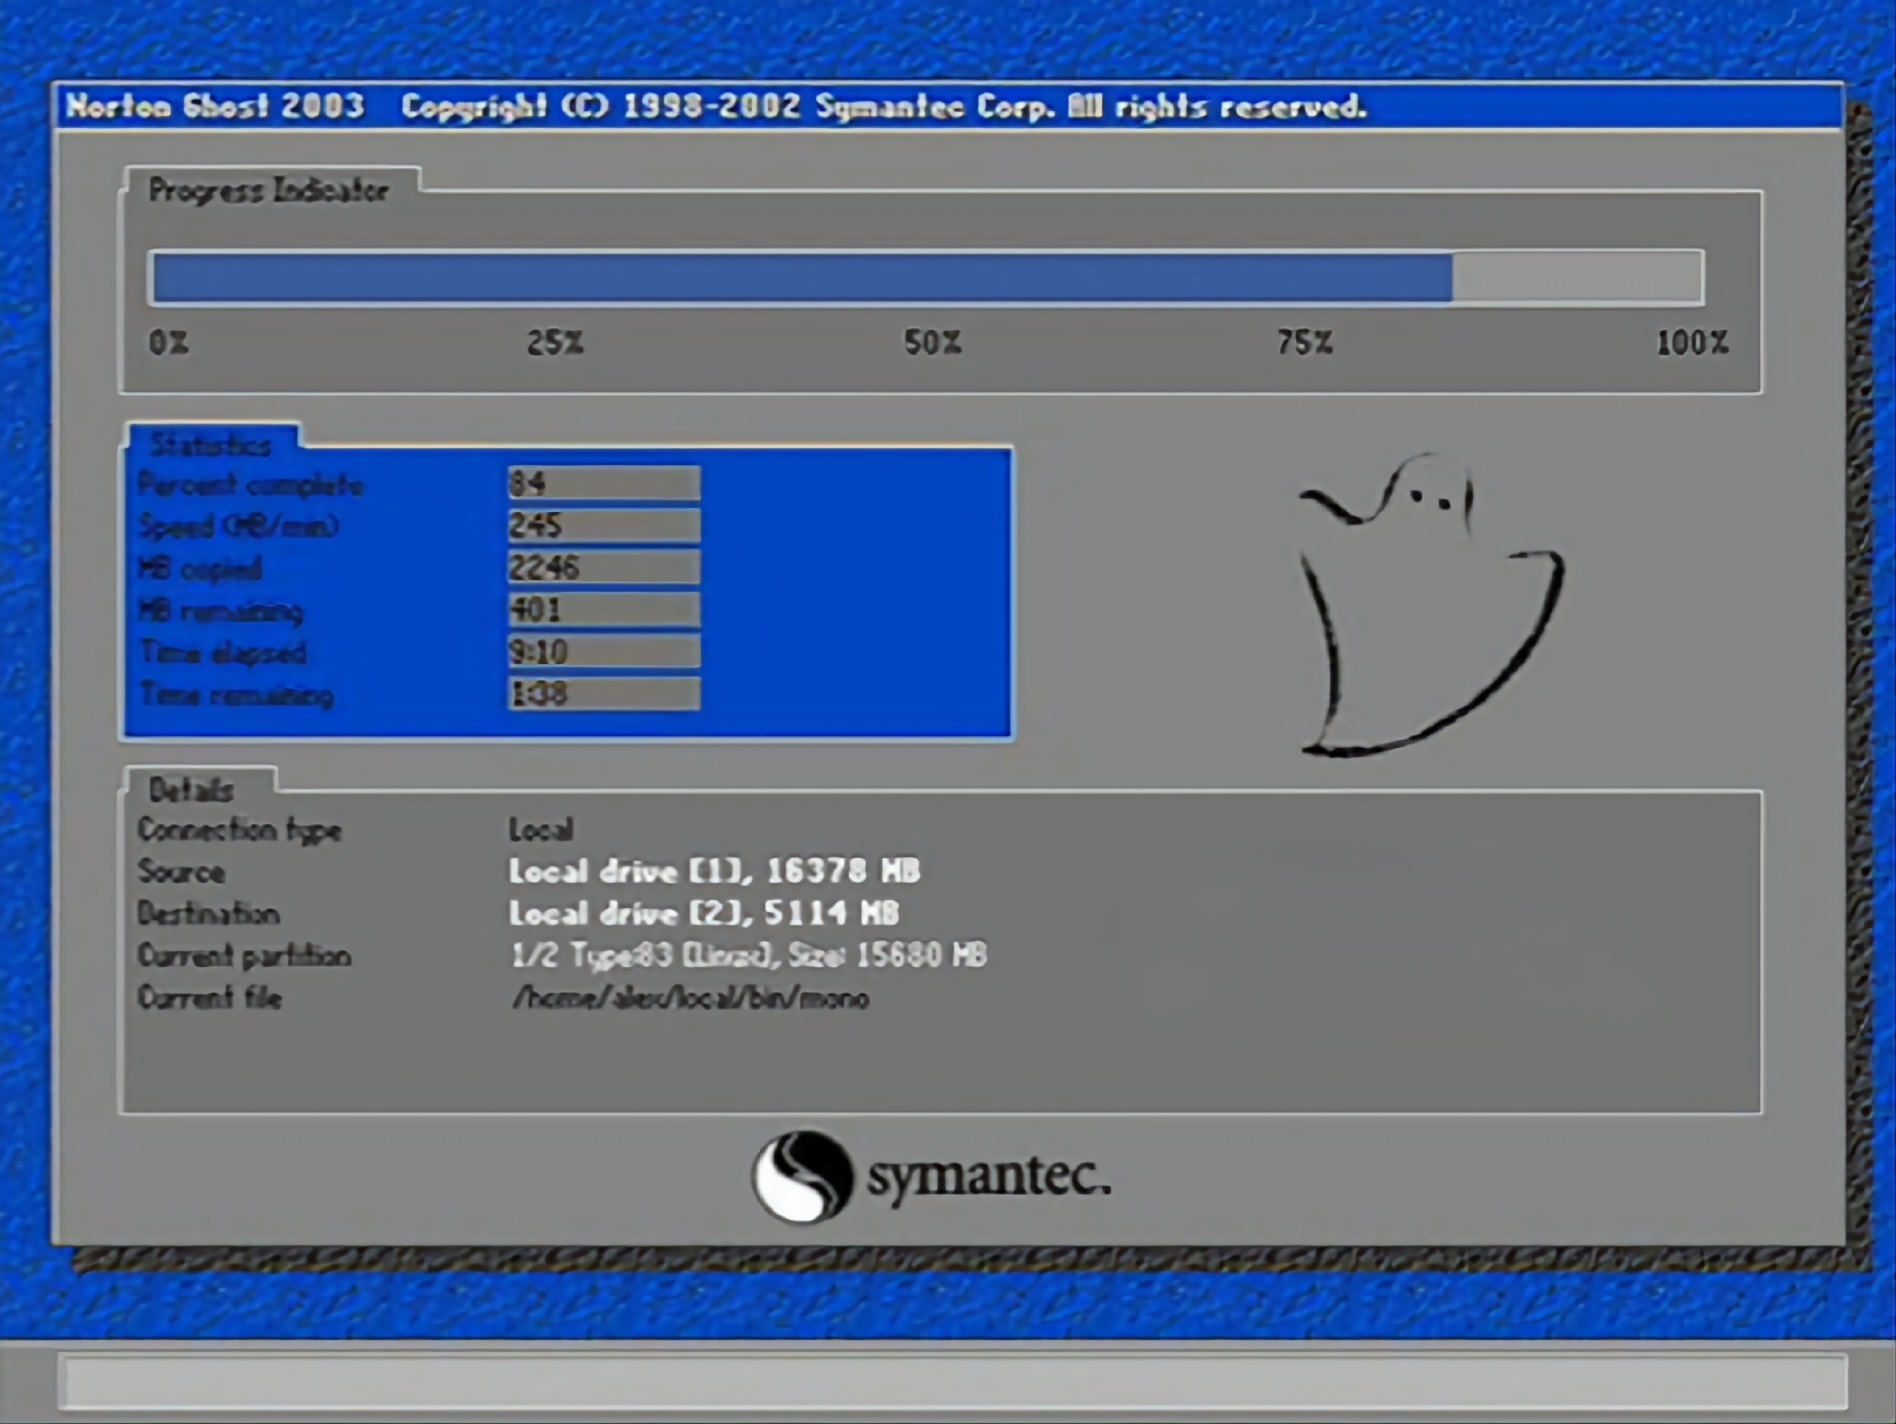 Norton Ghost 2003 Copyright (C) 1998-2002 Symantec Corp. All rights reserved.
Progress Indicator
0% 25% 50% 75% 100%
Statistics
Percent complete 84
Speed (MB/min) 245
MB copied 2246
MB remaining 401
Time elapsed 9:10
Time remaining 1:38
Details
Connection type Local
Source Local drive [1], 16378 MB
Destination Local drive [2], 5114 MB
Current partition 1/2 Type:83 [Linux], Size: 15680 MB
Current file /home/alex/local/bin/mono
symantec.